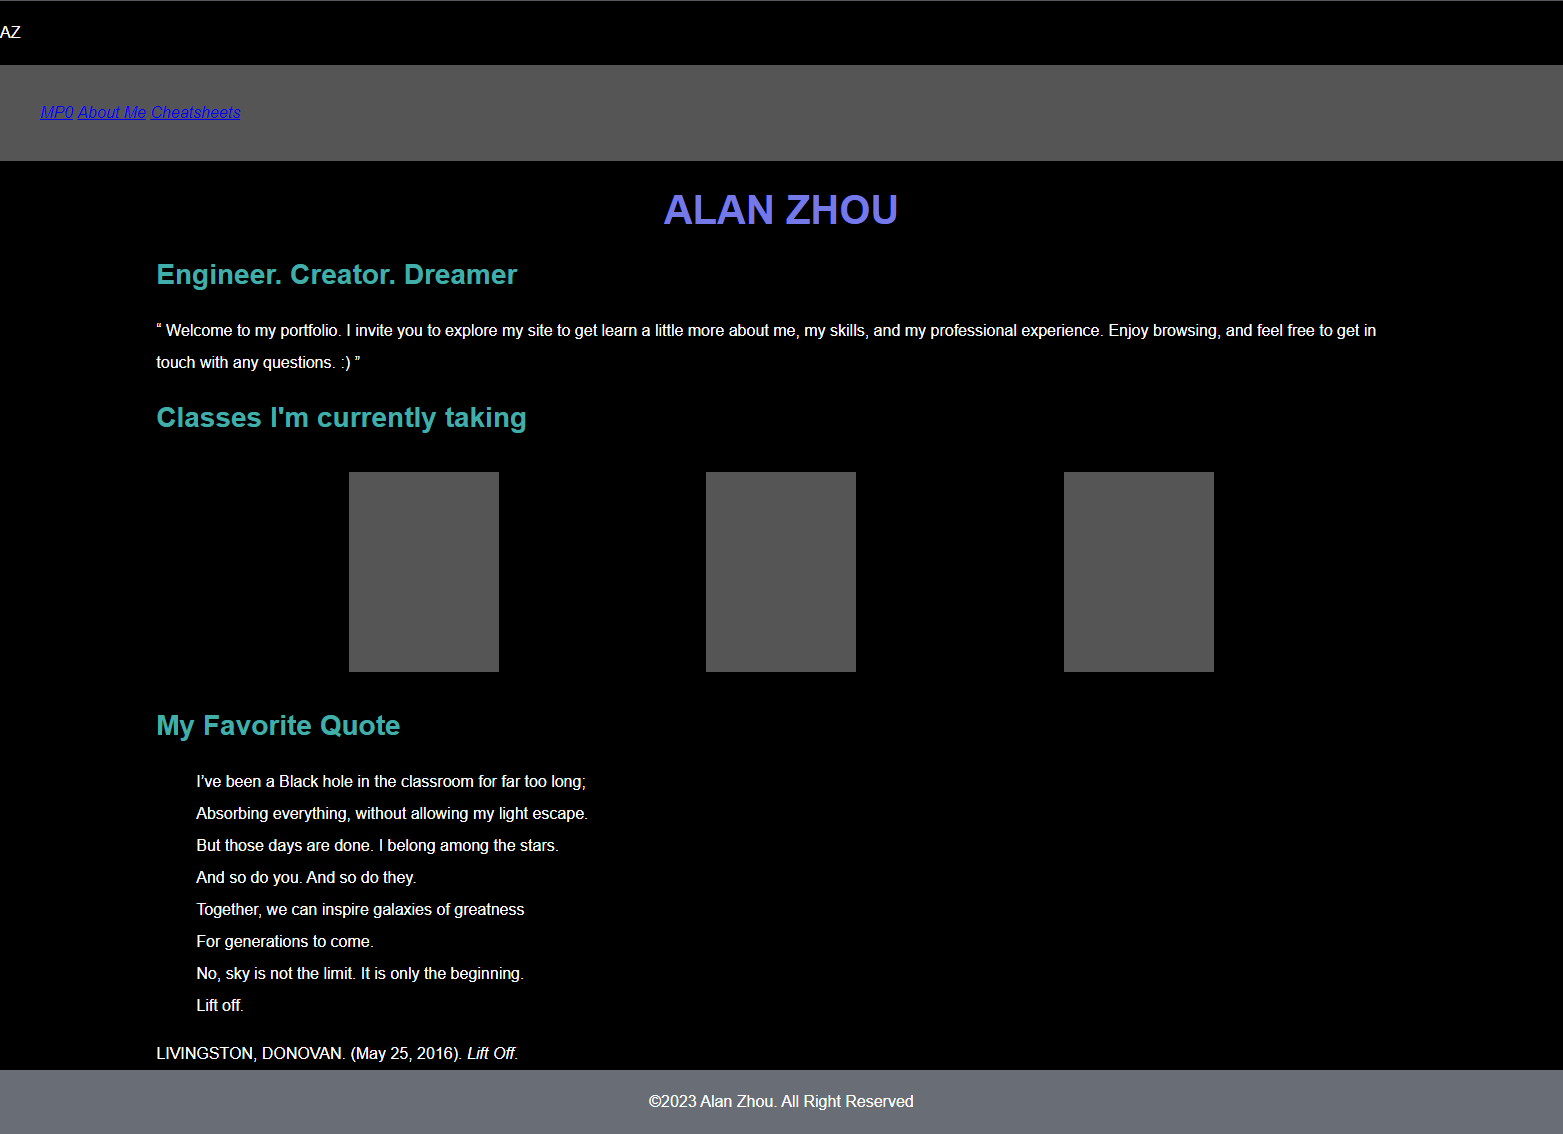 AZ
MP0 About Me Cheatsheets
ALAN ZHOU
Engineer. Creator. Dreamer
“ Welcome to my portfolio. I invite you to explore my site to get learn a little more about me, my skills, and my professional experience. Enjoy browsing, and feel free to get in
touch with any questions. :) ”
Classes I'm currently taking
My Favorite Quote
I’ve been a Black hole in the classroom for far too long;
Absorbing everything, without allowing my light escape.
But those days are done. I belong among the stars.
And so do you. And so do they.
Together, we can inspire galaxies of greatness
For generations to come.
No, sky is not the limit. It is only the beginning.
Lift off.
LIVINGSTON, DONOVAN. (May 25, 2016). Lift Off.
©2023 Alan Zhou. All Right Reserved